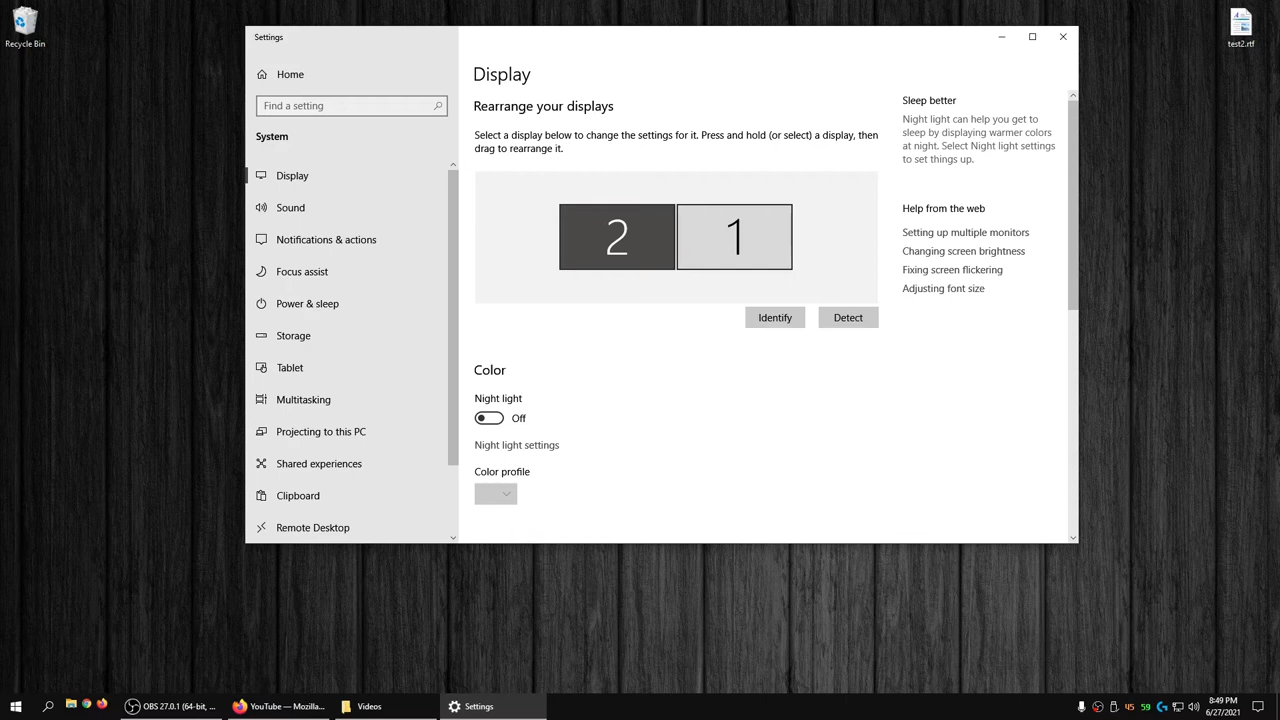 Recycle Bin
test2.rtf
Settings
Home
Find a setting
System
Display
Sound
Notifications & actions
Focus assist
Power & sleep
Storage
Tablet
Multitasking
Projecting to this PC
Shared experiences
Clipboard
Remote Desktop
Display
Rearrange your displays
Select a display below to change the settings for it. Press and hold (or select) a display, then
drag to rearrange it.
2
1
Identify
Detect
Color
Night light
Off
Night light settings
Color profile
Sleep better
Night light can help you get to
sleep by displaying warmer colors
at night. Select Night light settings
to set things up.
Help from the web
Setting up multiple monitors
Changing screen brightness
Fixing screen flickering
Adjusting font size
OBS 27.0.1 (64-bit, ...
YouTube — Mozilla...
Videos
Settings
45
59
8:49 PM
6/27/2021